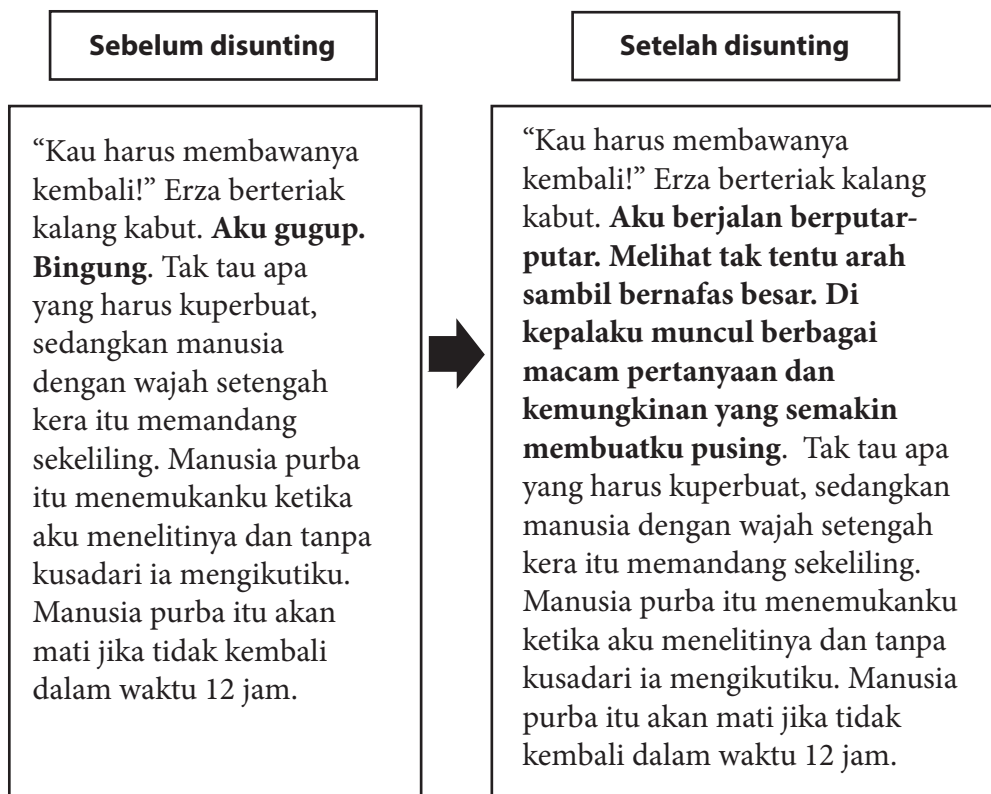 Sebelum disunting
“Kau harus membawanya
kembali!” Erza berteriak
kalang kabut. Aku gugup.
Bingung. Tak tau apa
yang harus kuperbuat,
sedangkan manusia
dengan wajah setengah
kera itu memandang
sekeliling. Manusia purba
itu menemukanku ketika
aku menelitinya dan tanpa
kusadari ia mengikutiku.
Manusia purba itu akan
mati jika tidak kembali
dalam waktu 12 jam.
Setelah disunting
“Kau harus membawanya
kembali!” Erza berteriak kalang
kabut. Aku berjalan berputar-
putar. Melihat tak tentu arah
sambil bernafas besar. Di
kepalaku muncul berbagai
macam pertanyaan dan
kemungkinan yang semakin
membuatku pusing. Tak tau apa
yang harus kuperbuat, sedangkan
manusia dengan wajah setengah
kera itu memandang sekeliling.
Manusia purba itu menemukanku
ketika aku menelitinya dan tanpa
kusadari ia mengikutiku. Manusia
purba itu akan mati jika tidak
kembali dalam waktu 12 jam.